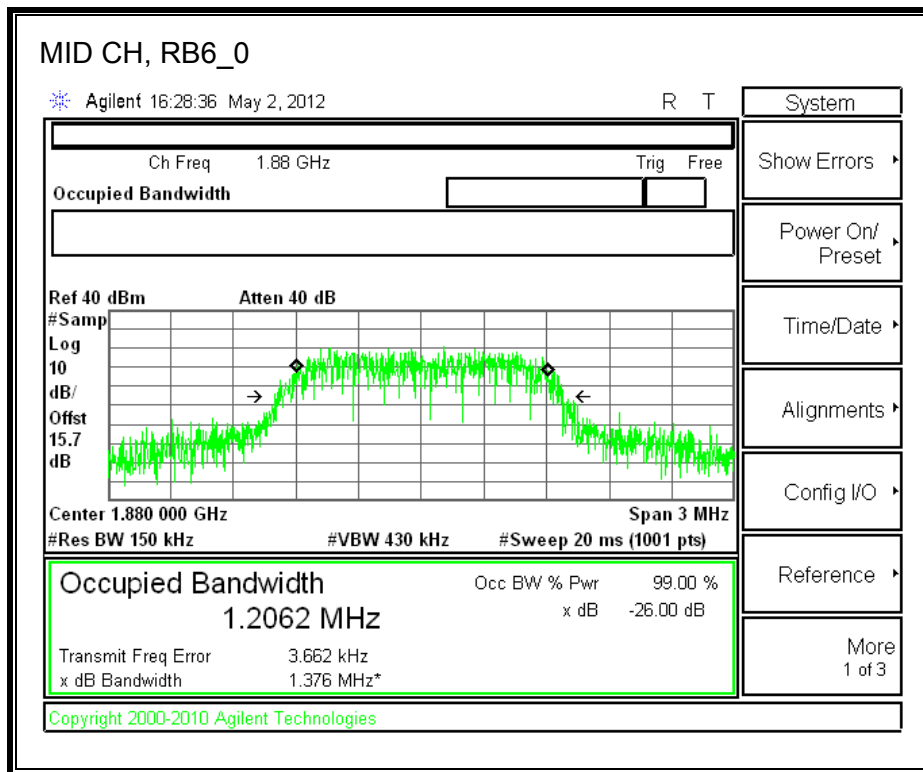 MID CH, RB6_0
Agilent 16:28:36 May 2, 2012 R T
System
Ch Freq 1.88 GHz Trig Free
Occupied Bandwidth
Show Errors
Power On/
Preset
Time/Date
Alignments
Config I/O
Reference
More
1 of 3
Ref 40 dBm Atten 40 dB
#Samp
Log
10
dB/
Offst
15.7
dB
Center 1.880 000 GHz Span 3 MHz
#Res BW 150 kHz #VBW 430 kHz #Sweep 20 ms (1001 pts)
Occupied Bandwidth Occ BW % Pwr 99.00 %
1.2062 MHz x dB -26.00 dB
Transmit Freq Error 3.662 kHz
x dB Bandwidth 1.376 MHz*
Copyright 2000-2010 Agilent Technologies